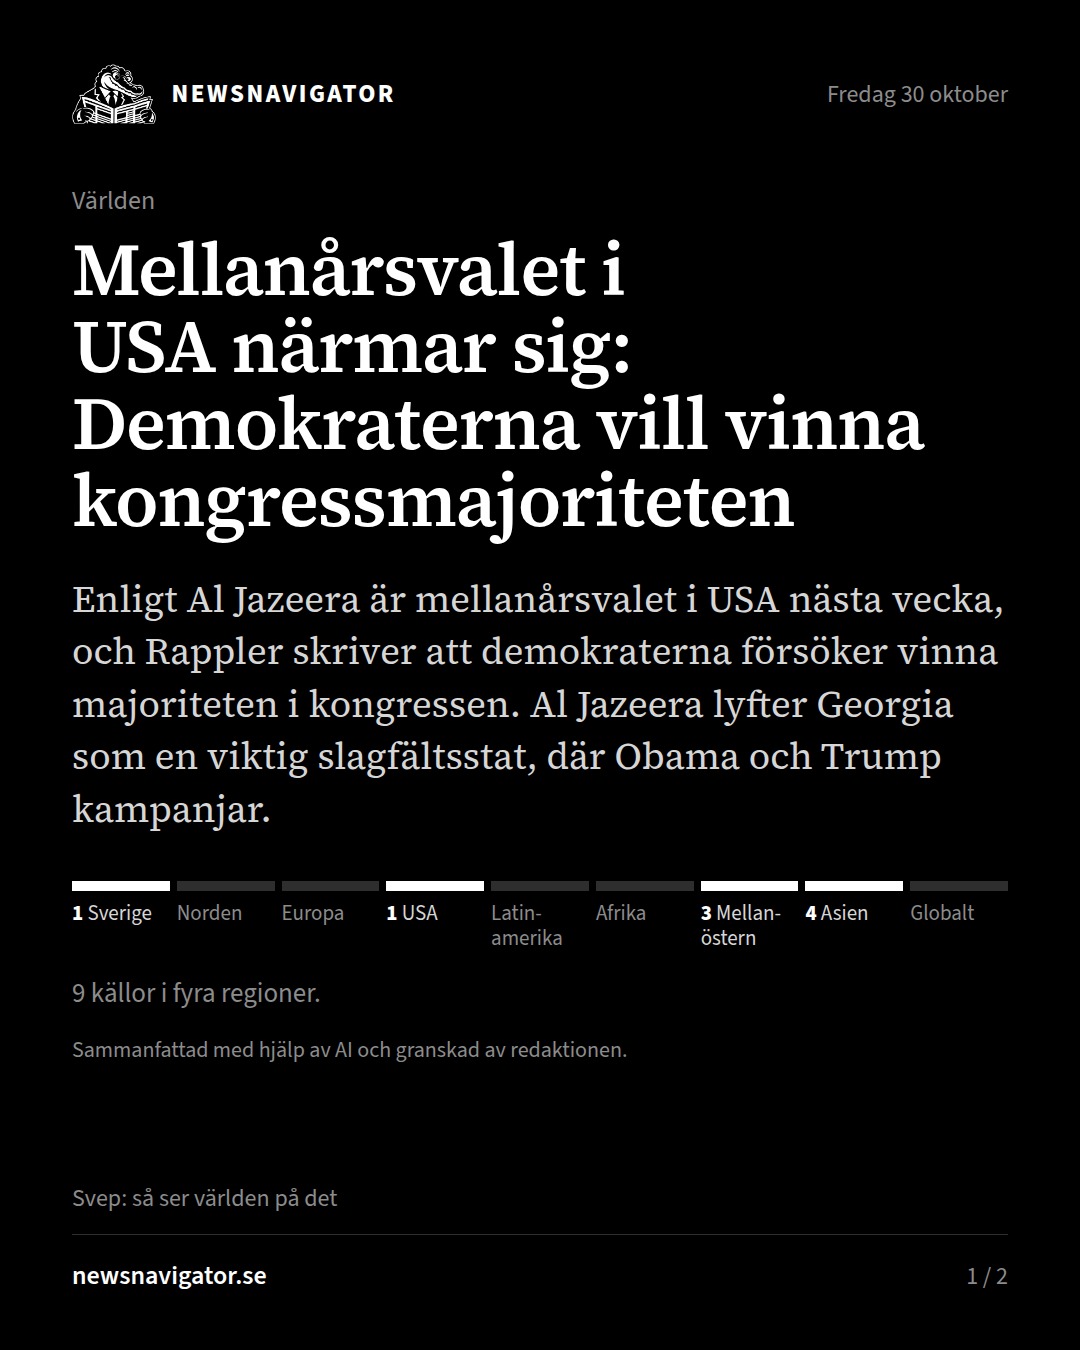 NEWSNAVIGATOR
Fredag 30 oktober
Världen
Mellanårsvalet i
USA närmar sig:
Demokraterna vill vinna
kongressmajoriteten
Enligt Al Jazeera är mellanårsvalet i USA nästa vecka,
och Rappler skriver att demokraterna försöker vinna
majoriteten i kongressen. Al Jazeera lyfter Georgia
som en viktig slagfältsstat, där Obama och Trump
kampanjar.
1 Sverige
Norden
Europa
1 USA
Latin-
amerika
Afrika
3 Mellan-
östern
4 Asien
Globalt
9 källor i fyra regioner.
Sammanfattad med hjälp av AI och granskad av redaktionen.
Svep: så ser världen på det
newsnavigator.se
1 / 2